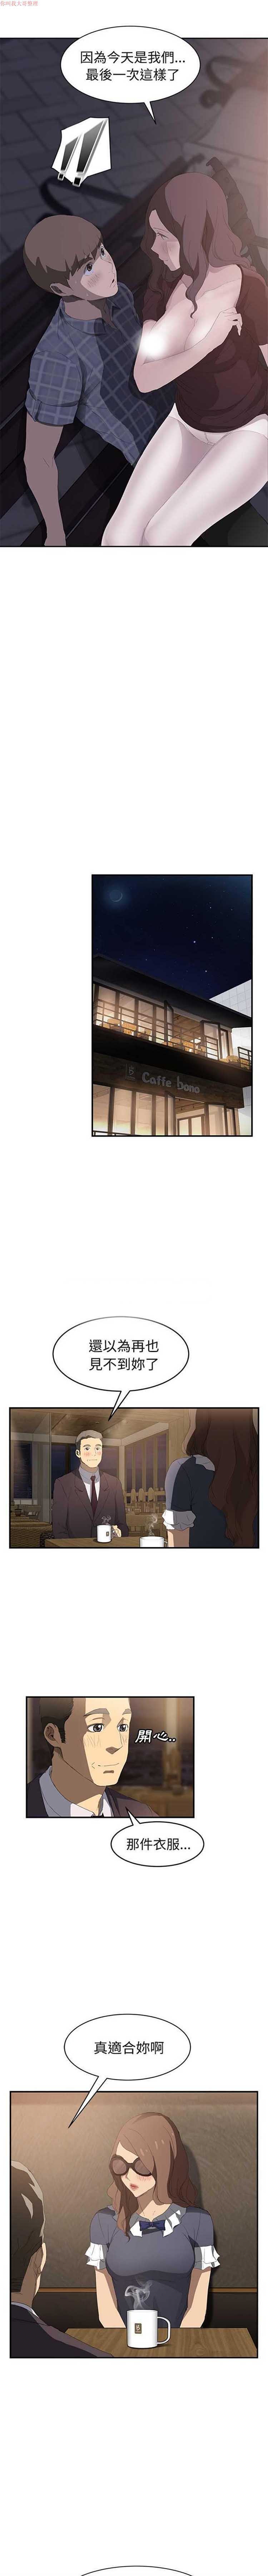 因為今天是我們...
最後一次這樣了
Caffe bono
還以為再也
見不到妳了
開心..
那件衣服...
真適合妳啊